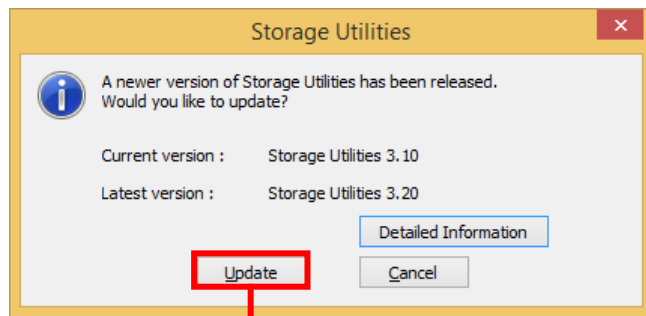 Storage Utilities
A newer version of Storage Utilities has been released.
Would you like to update?
Current version : Storage Utilities 3.10
Latest version : Storage Utilities 3.20
Detailed Information
Update Cancel